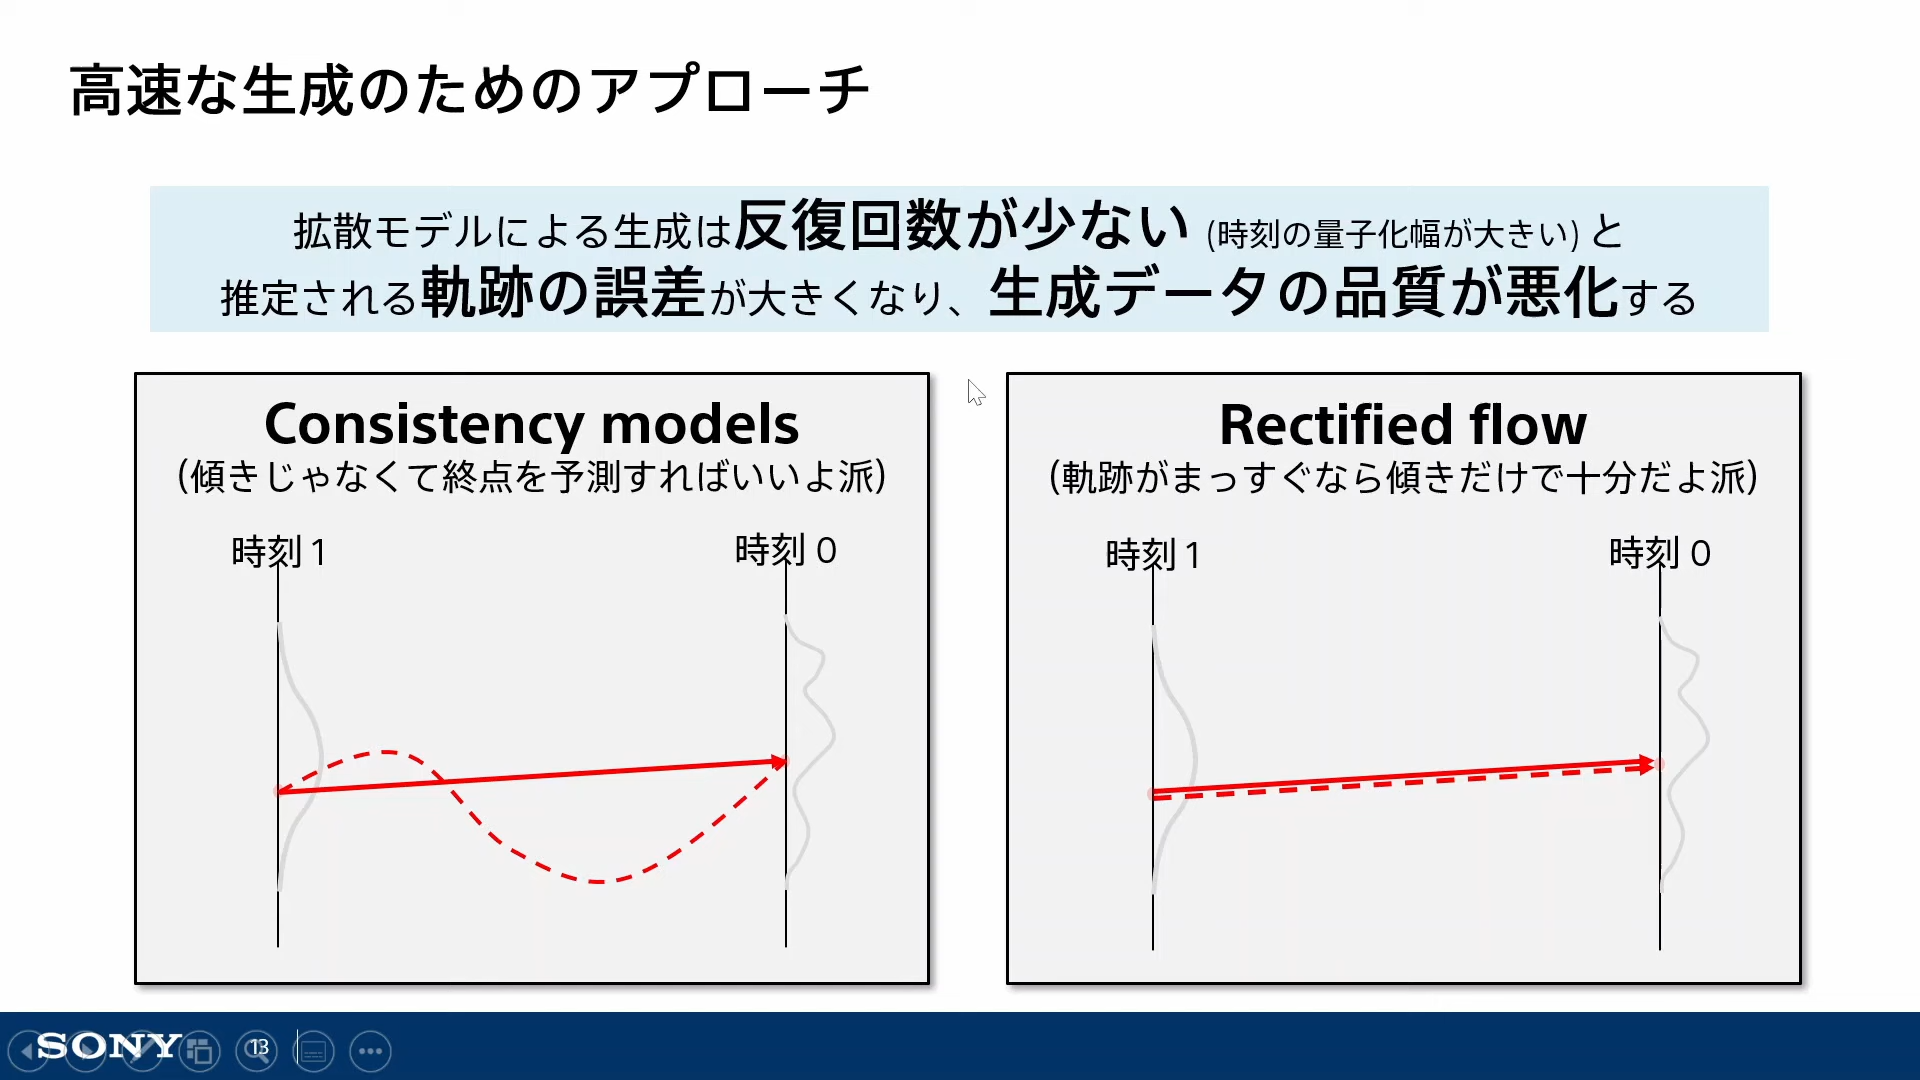 高速な生成のためのアプローチ
拡散モデルによる生成は反復回数が少ない (時刻の量子化幅が大きい) と
推定される軌跡の誤差が大きくなり、生成データの品質が悪化する
Consistency models
(傾きじゃなくて終点を予測すればいいよ派)
時刻 1
時刻 0
Rectified flow
(軌跡がまっすぐなら傾きだけで十分だよ派)
時刻 1
時刻 0
SONY
13